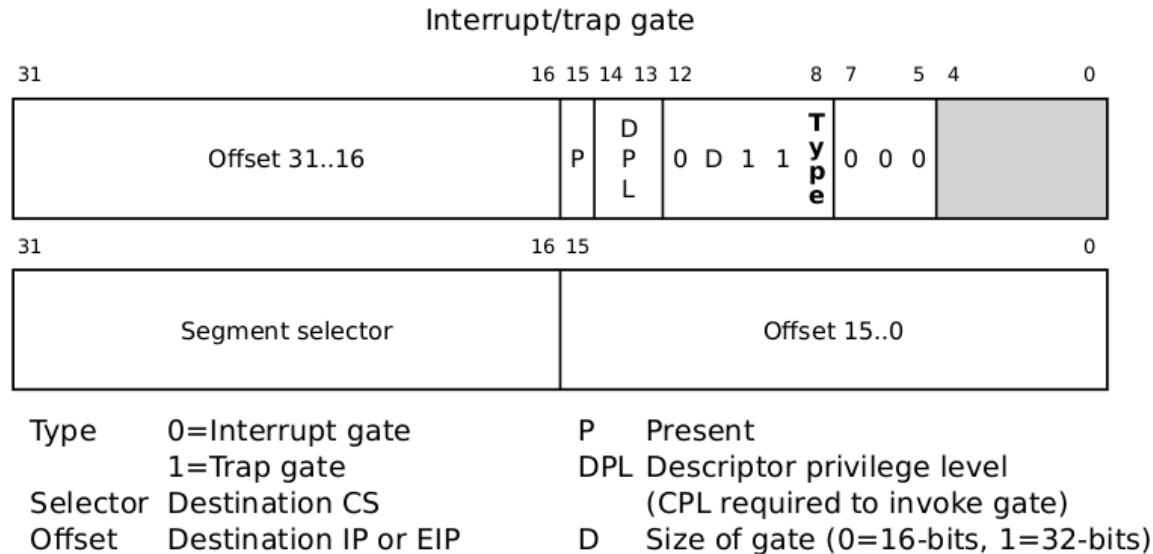 Interrupt/trap gate
31 16 15 14 13 12 8 7 5 4 0
Offset 31..16 P DPL 0 D 1 1 Type 0 0 0
31 16 15 0
Segment selector Offset 15..0
Type 0=Interrupt gate P Present
1=Trap gate DPL Descriptor privilege level
Selector Destination CS (CPL required to invoke gate)
Offset Destination IP or EIP D Size of gate (0=16-bits, 1=32-bits)